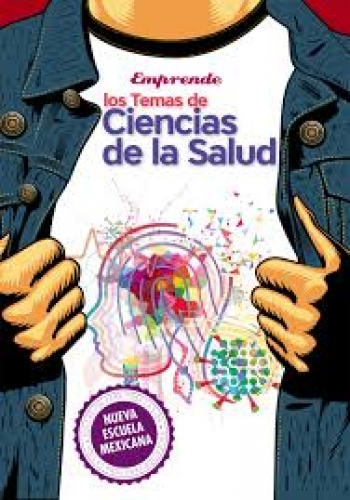 Emprende
los Temas de
Ciencias
de la Salud
NUEVA
ESCUELA
MEXICANA